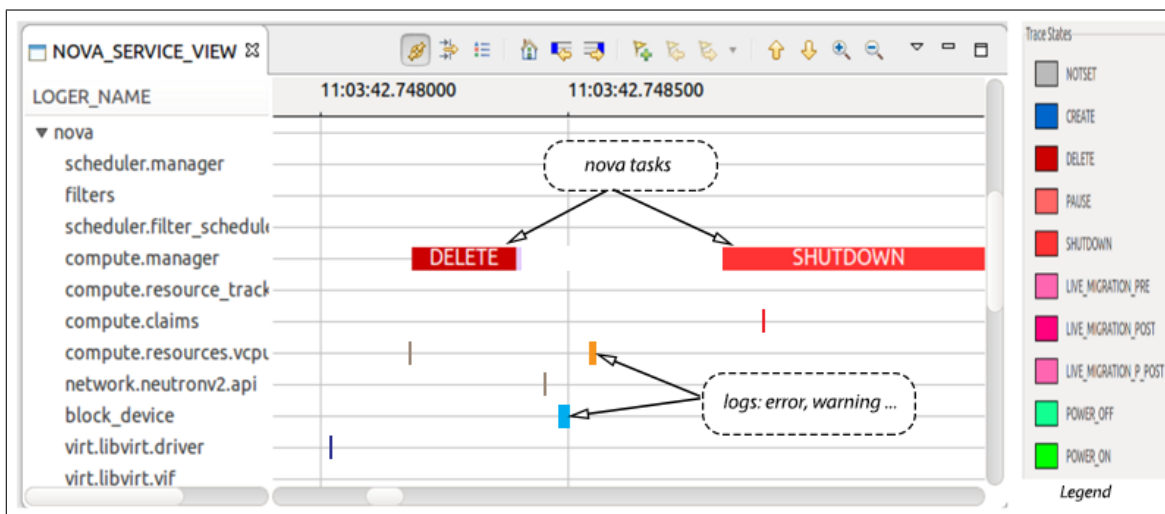 NOVA_SERVICE_VIEW
LOGER_NAME
11:03:42.748000 11:03:42.748500
nova
scheduler.manager
filters
scheduler.filter_schedule
compute.manager
compute.resource_track
compute.claims
compute.resources.vcpu
network.neutronv2.api
block_device
virt.libvirt.driver
virt.libvirt.vif
nova tasks
DELETE
SHUTDOWN
logs: error, warning ...
Trace States
NOTSET
CREATE
DELETE
PAUSE
SHUTDOWN
LIVE_MIGRATION_PRE
LIVE_MIGRATION_POST
LIVE_MIGRATION_P_POST
POWER_OFF
POWER_ON
Legend